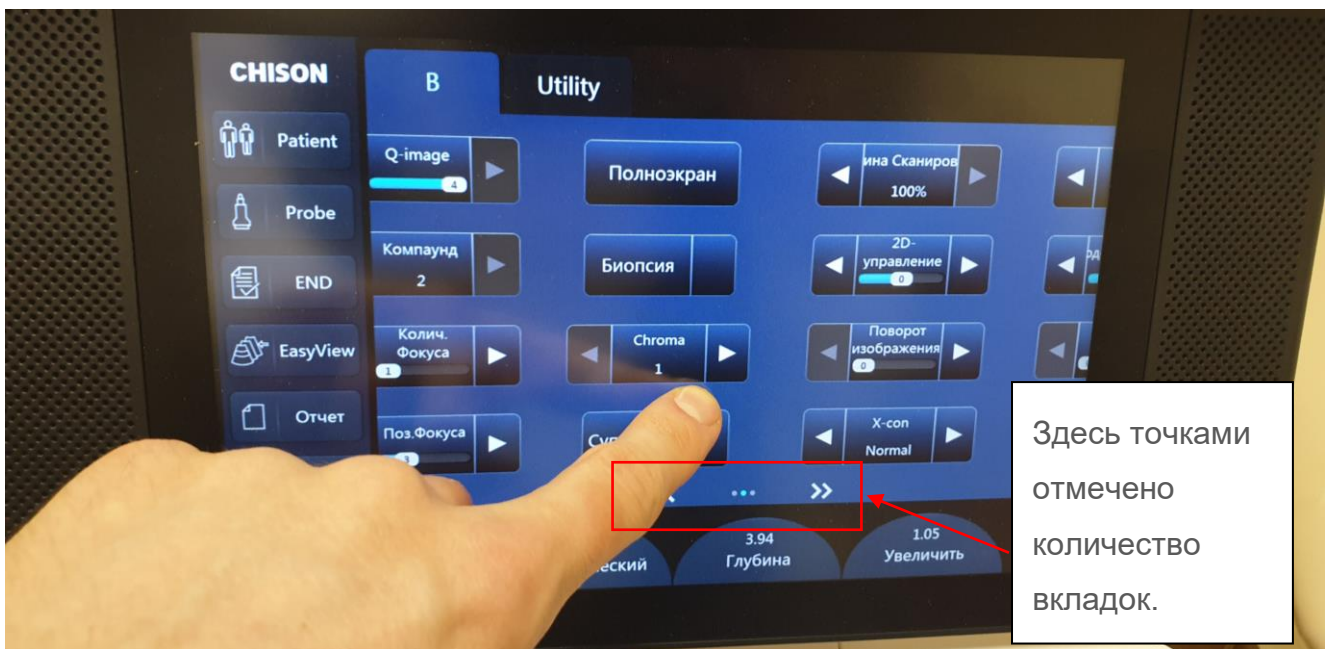 CHISON
B
Utility
Patient
Probe
END
EasyView
Отчет
Q-image
4
Полноэкран
ина Сканиров
100%
Компаунд
2
Биопсия
2D-
управление
0
Колич.
Фокуса
1
Chroma
1
Поворот
изображения
0
Поз.Фокуса
3
X-con
Normal
еский
3.94
Глубина
1.05
Увеличить
Здесь точками
отмечено
количество
вкладок.